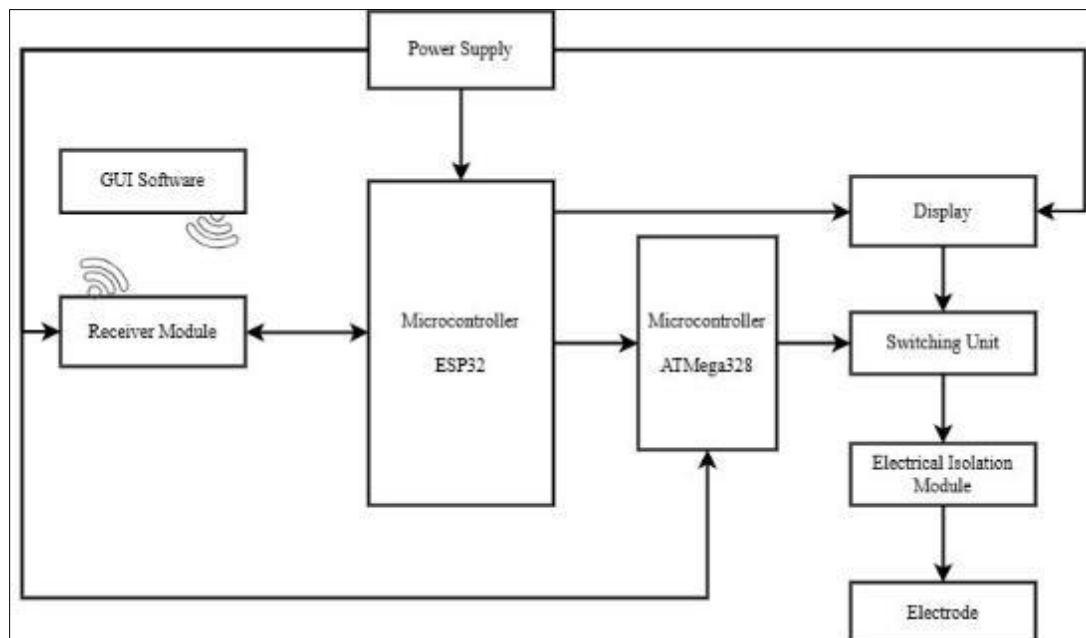 Power Supply
GUI Software
Display
Receiver Module
Microcontroller
ESP32
Microcontroller
ATMega328
Switching Unit
Electrical Isolation
Module
Electrode